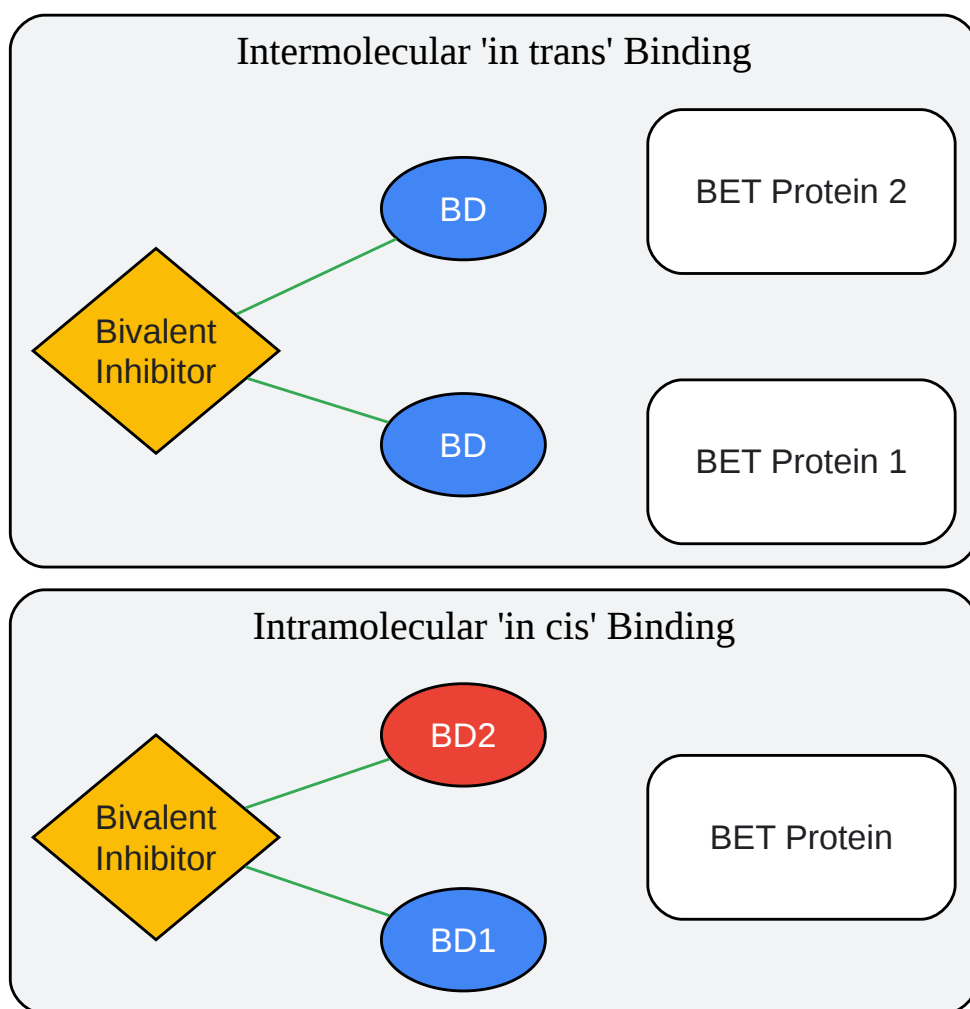 Intermolecular 'in trans' Binding
BD
BET Protein 2
Bivalent
Inhibitor
BD
BET Protein 1
Intramolecular 'in cis' Binding
BD2
Bivalent
Inhibitor
BET Protein
BD1